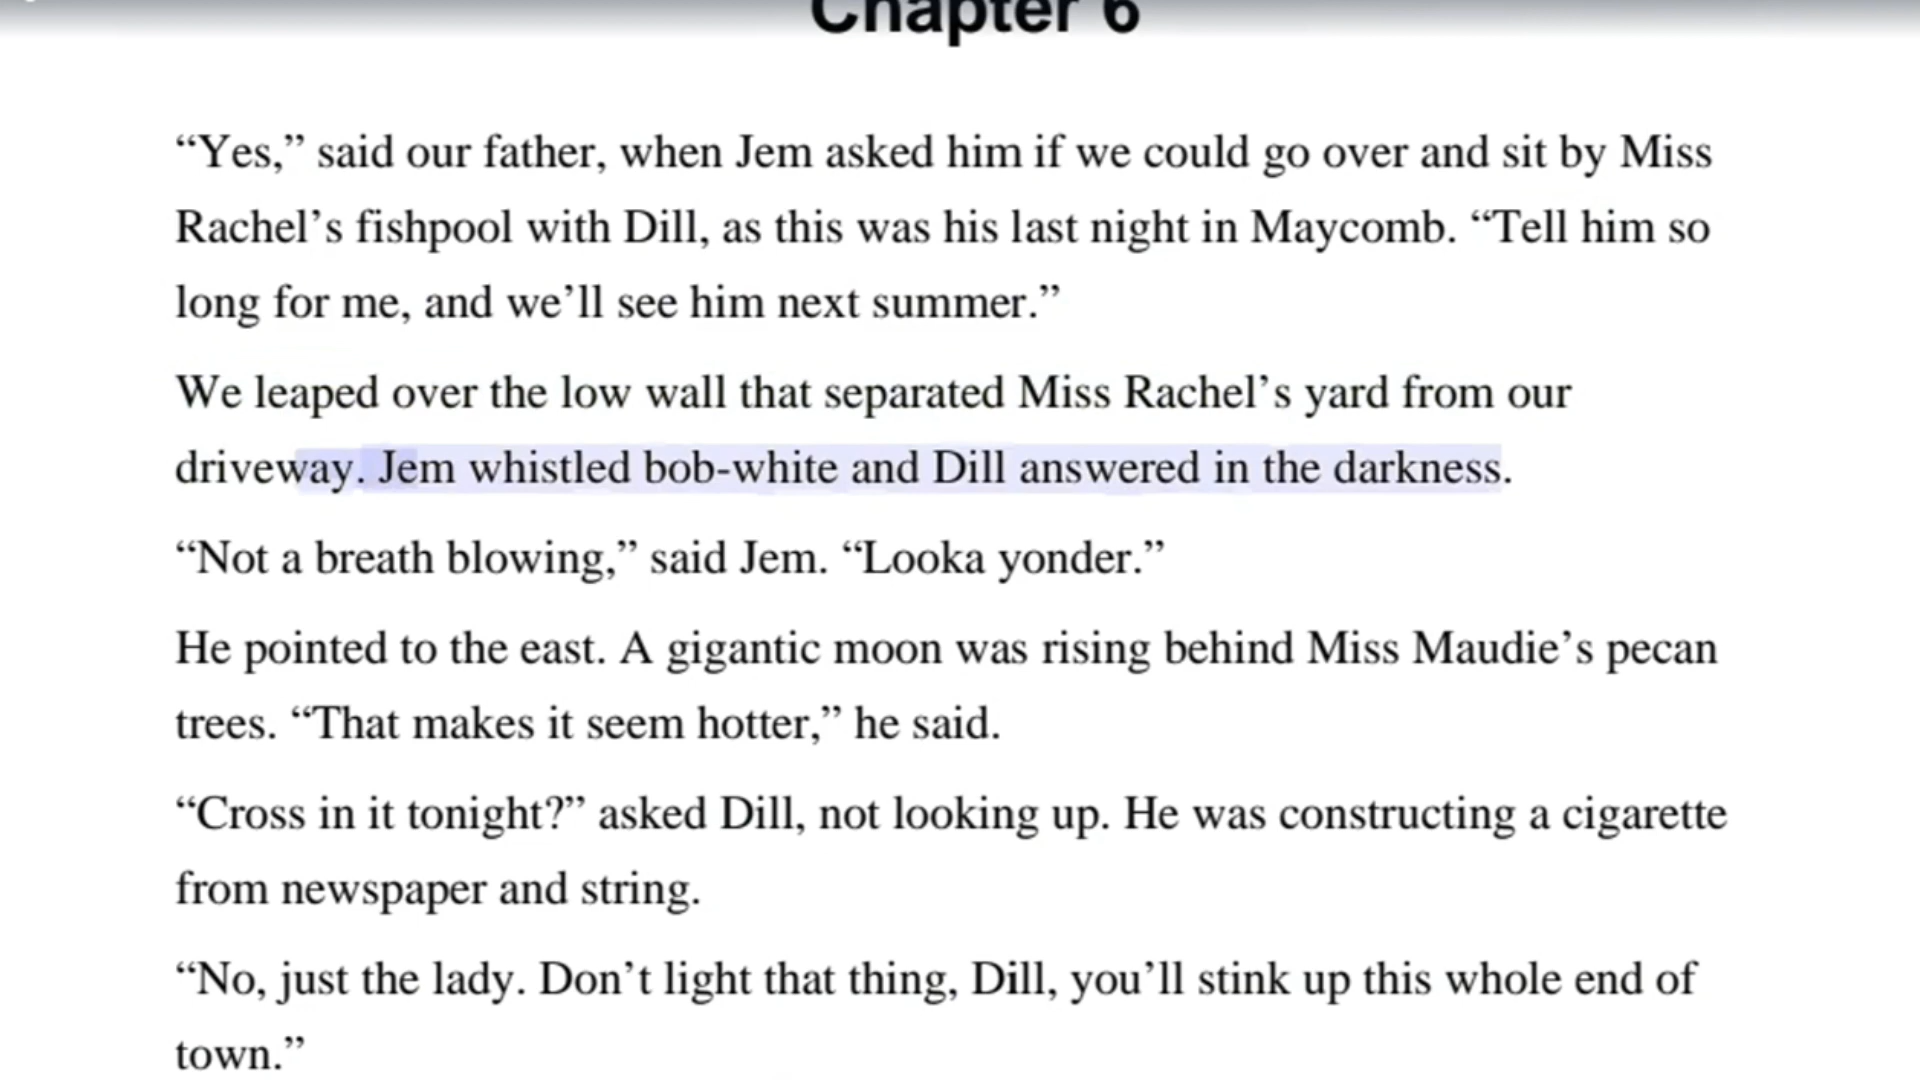 Chapter 6
“Yes,” said our father, when Jem asked him if we could go over and sit by Miss
Rachel’s fishpool with Dill, as this was his last night in Maycomb. “Tell him so
long for me, and we’ll see him next summer.”
We leaped over the low wall that separated Miss Rachel’s yard from our
driveway. Jem whistled bob-white and Dill answered in the darkness.
“Not a breath blowing,” said Jem. “Looka yonder.”
He pointed to the east. A gigantic moon was rising behind Miss Maudie’s pecan
trees. “That makes it seem hotter,” he said.
“Cross in it tonight?” asked Dill, not looking up. He was constructing a cigarette
from newspaper and string.
“No, just the lady. Don’t light that thing, Dill, you’ll stink up this whole end of
town.”